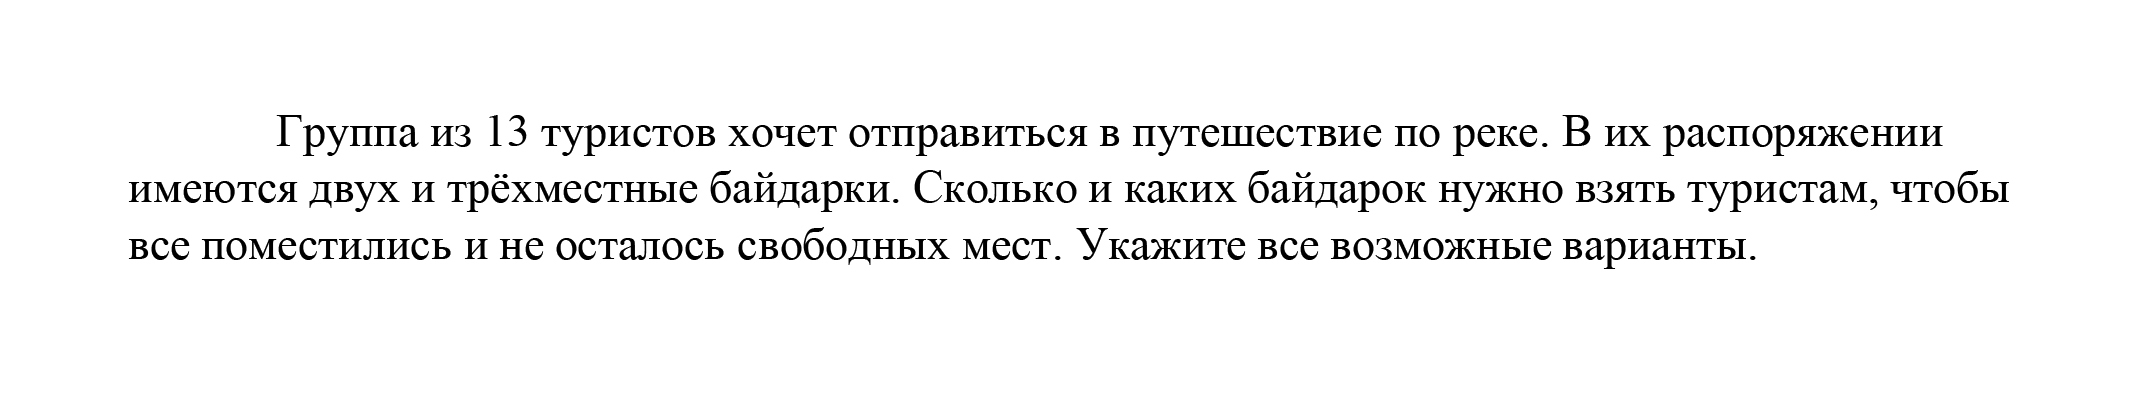 Группа из 13 туристов хочет отправиться в путешествие по реке. В их распоряжении
имеются двух и трёхместные байдарки. Сколько и каких байдарок нужно взять туристам, чтобы
все поместились и не осталось свободных мест. Укажите все возможные варианты.